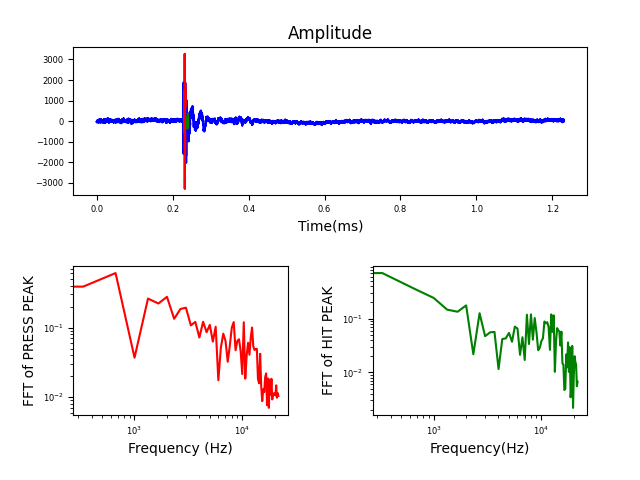 Amplitude
3000
2000
1000
0
−1000
−2000
−3000
0.0 0.2 0.4 0.6 0.8 1.0 1.2
Time(ms)
FFT of PRESS PEAK
10⁻¹
10⁻²
10³ 10⁴
Frequency (Hz)
FFT of HIT PEAK
10⁻¹
10⁻²
10³ 10⁴
Frequency(Hz)